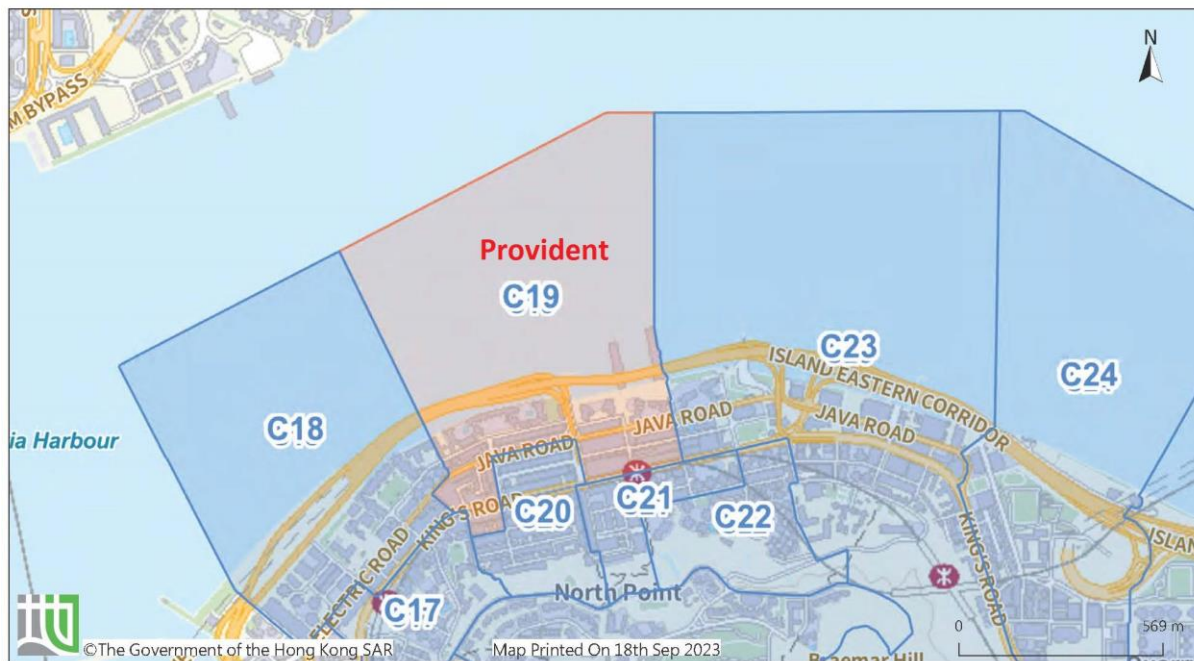 M BYPASS
N
Provident
C19
C23
ISLAND EASTERN CORRIDOR
C24
C18
ia Harbour
JAVA ROAD
JAVA ROAD
JAVA ROAD
KING'S ROAD
C20
C21
C22
ELECTRIC ROAD
KING'S ROAD
ISLAN
North Point
C17
0
569 m
©The Government of the Hong Kong SAR
Map Printed On 18th Sep 2023
Braemar Hill